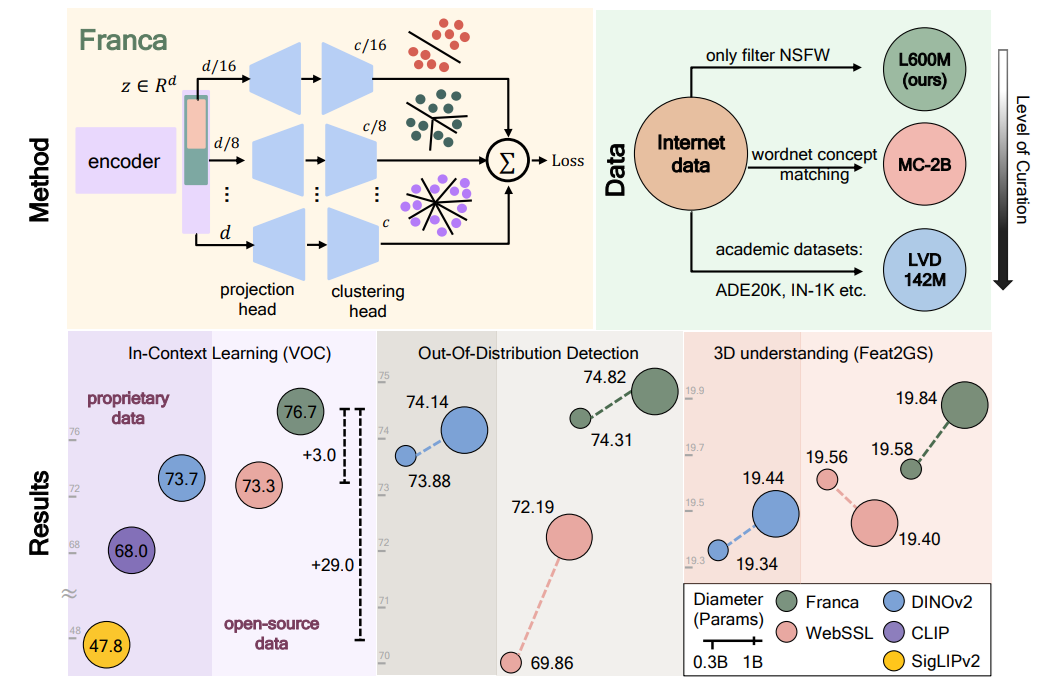 Method
Franca
z ∈ R^d
encoder
d/16
c/16
d/8
c/8
⋮
⋮
⋮
d
c
projection
head
clustering
head
Σ
Loss
Data
Internet
data
only filter NSFW
L600M
(ours)
wordnet concept
matching
MC-2B
academic datasets:
ADE20K, IN-1K etc.
LVD
142M
Level of Curation
Results
In-Context Learning (VOC)
proprietary
data
76
72
68
48
73.7
68.0
47.8
76.7
73.3
+3.0
+29.0
open-source
data
Out-Of-Distribution Detection
75
74
73
72
71
70
74.14
73.88
74.82
74.31
72.19
69.86
3D understanding (Feat2GS)
19.9
19.7
19.5
19.3
19.84
19.58
19.56
19.44
19.40
19.34
Diameter
(Params)
0.3B 1B
Franca
WebSSL
DINOv2
CLIP
SigLIPv2